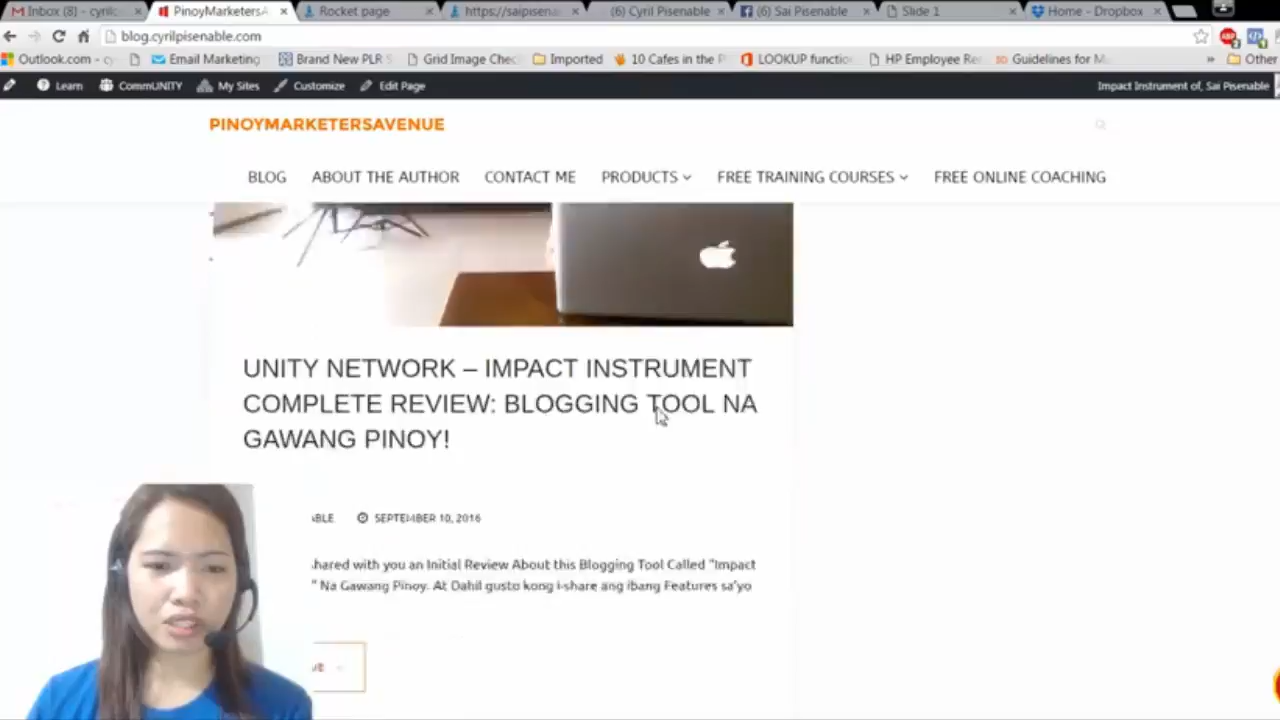 Inbox (8) - cyrilc
PinoyMarketersA
Rocket page
https://saipisena
(6) Cyril Pisenable
(6) Sai Pisenable
Slide 1
Home - Dropbox
blog.cyrilpisenable.com
Outlook.com - cy
Email Marketing
Brand New PLR S
Grid Image Chec
Imported
10 Cafes in the P
LOOKUP functio
HP Employee Re
Guidelines for M
Other
Learn
CommUNITY
My Sites
Customize
Edit Page
Impact Instrument of, Sai Pisenable
PINOYMARKETERSAVENUE
BLOG
ABOUT THE AUTHOR
CONTACT ME
PRODUCTS
FREE TRAINING COURSES
FREE ONLINE COACHING
UNITY NETWORK – IMPACT INSTRUMENT
COMPLETE REVIEW: BLOGGING TOOL NA
GAWANG PINOY!
ABLE
SEPTEMBER 10, 2016
hared with you an Initial Review About this Blogging Tool Called "Impact
" Na Gawang Pinoy. At Dahil gusto kong i-share ang ibang Features sa'yo